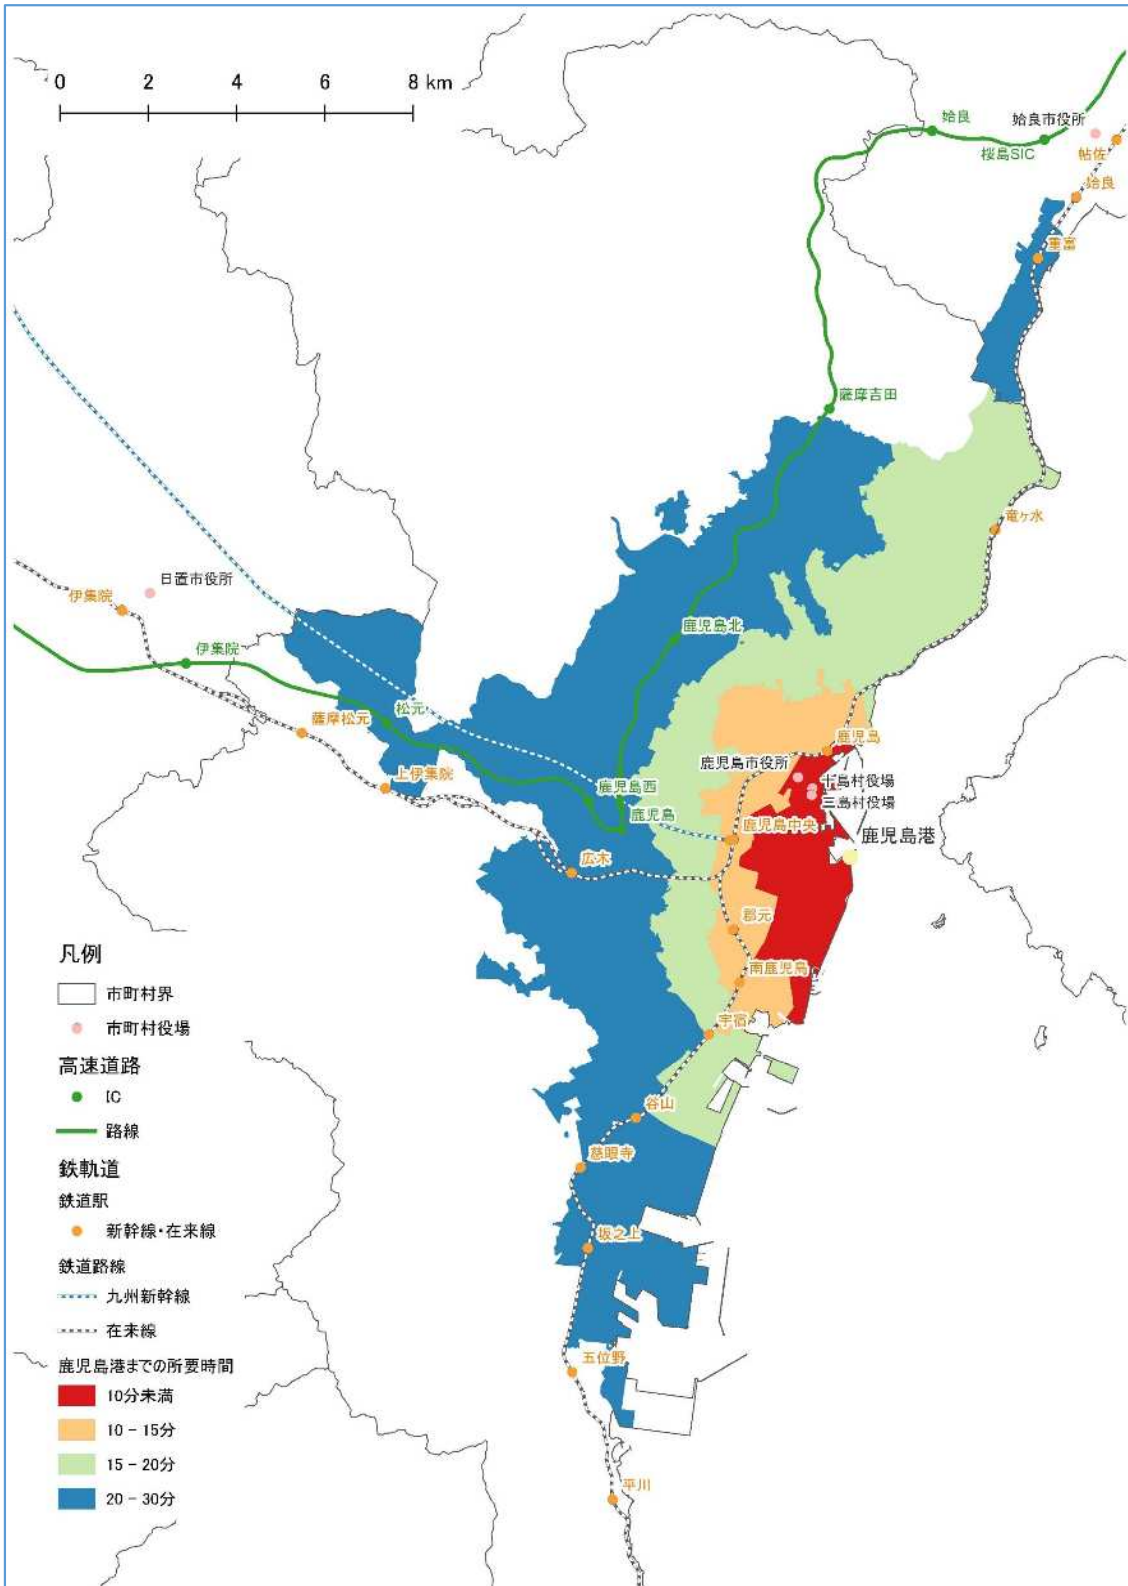 0 2 4 6 8 km
姶良
姶良市役所
桜島SIC
帖佐
姶良
重富
薩摩吉田
竜ヶ水
日置市役所
伊集院
鹿児島北
伊集院
松元
薩摩松元
鹿児島
鹿児島市役所
上伊集院
鹿児島西
十島村役場
三島村役場
鹿児島
鹿児島中央
鹿児島港
広木
郡元
南鹿児島
宇宿
谷山
慈眼寺
坂之上
五位野
平川
凡例
市町村界
市町村役場
高速道路
IC
路線
鉄軌道
鉄道駅
新幹線・在来線
鉄道路線
九州新幹線
在来線
鹿児島港までの所要時間
10分未満
10 - 15分
15 - 20分
20 - 30分